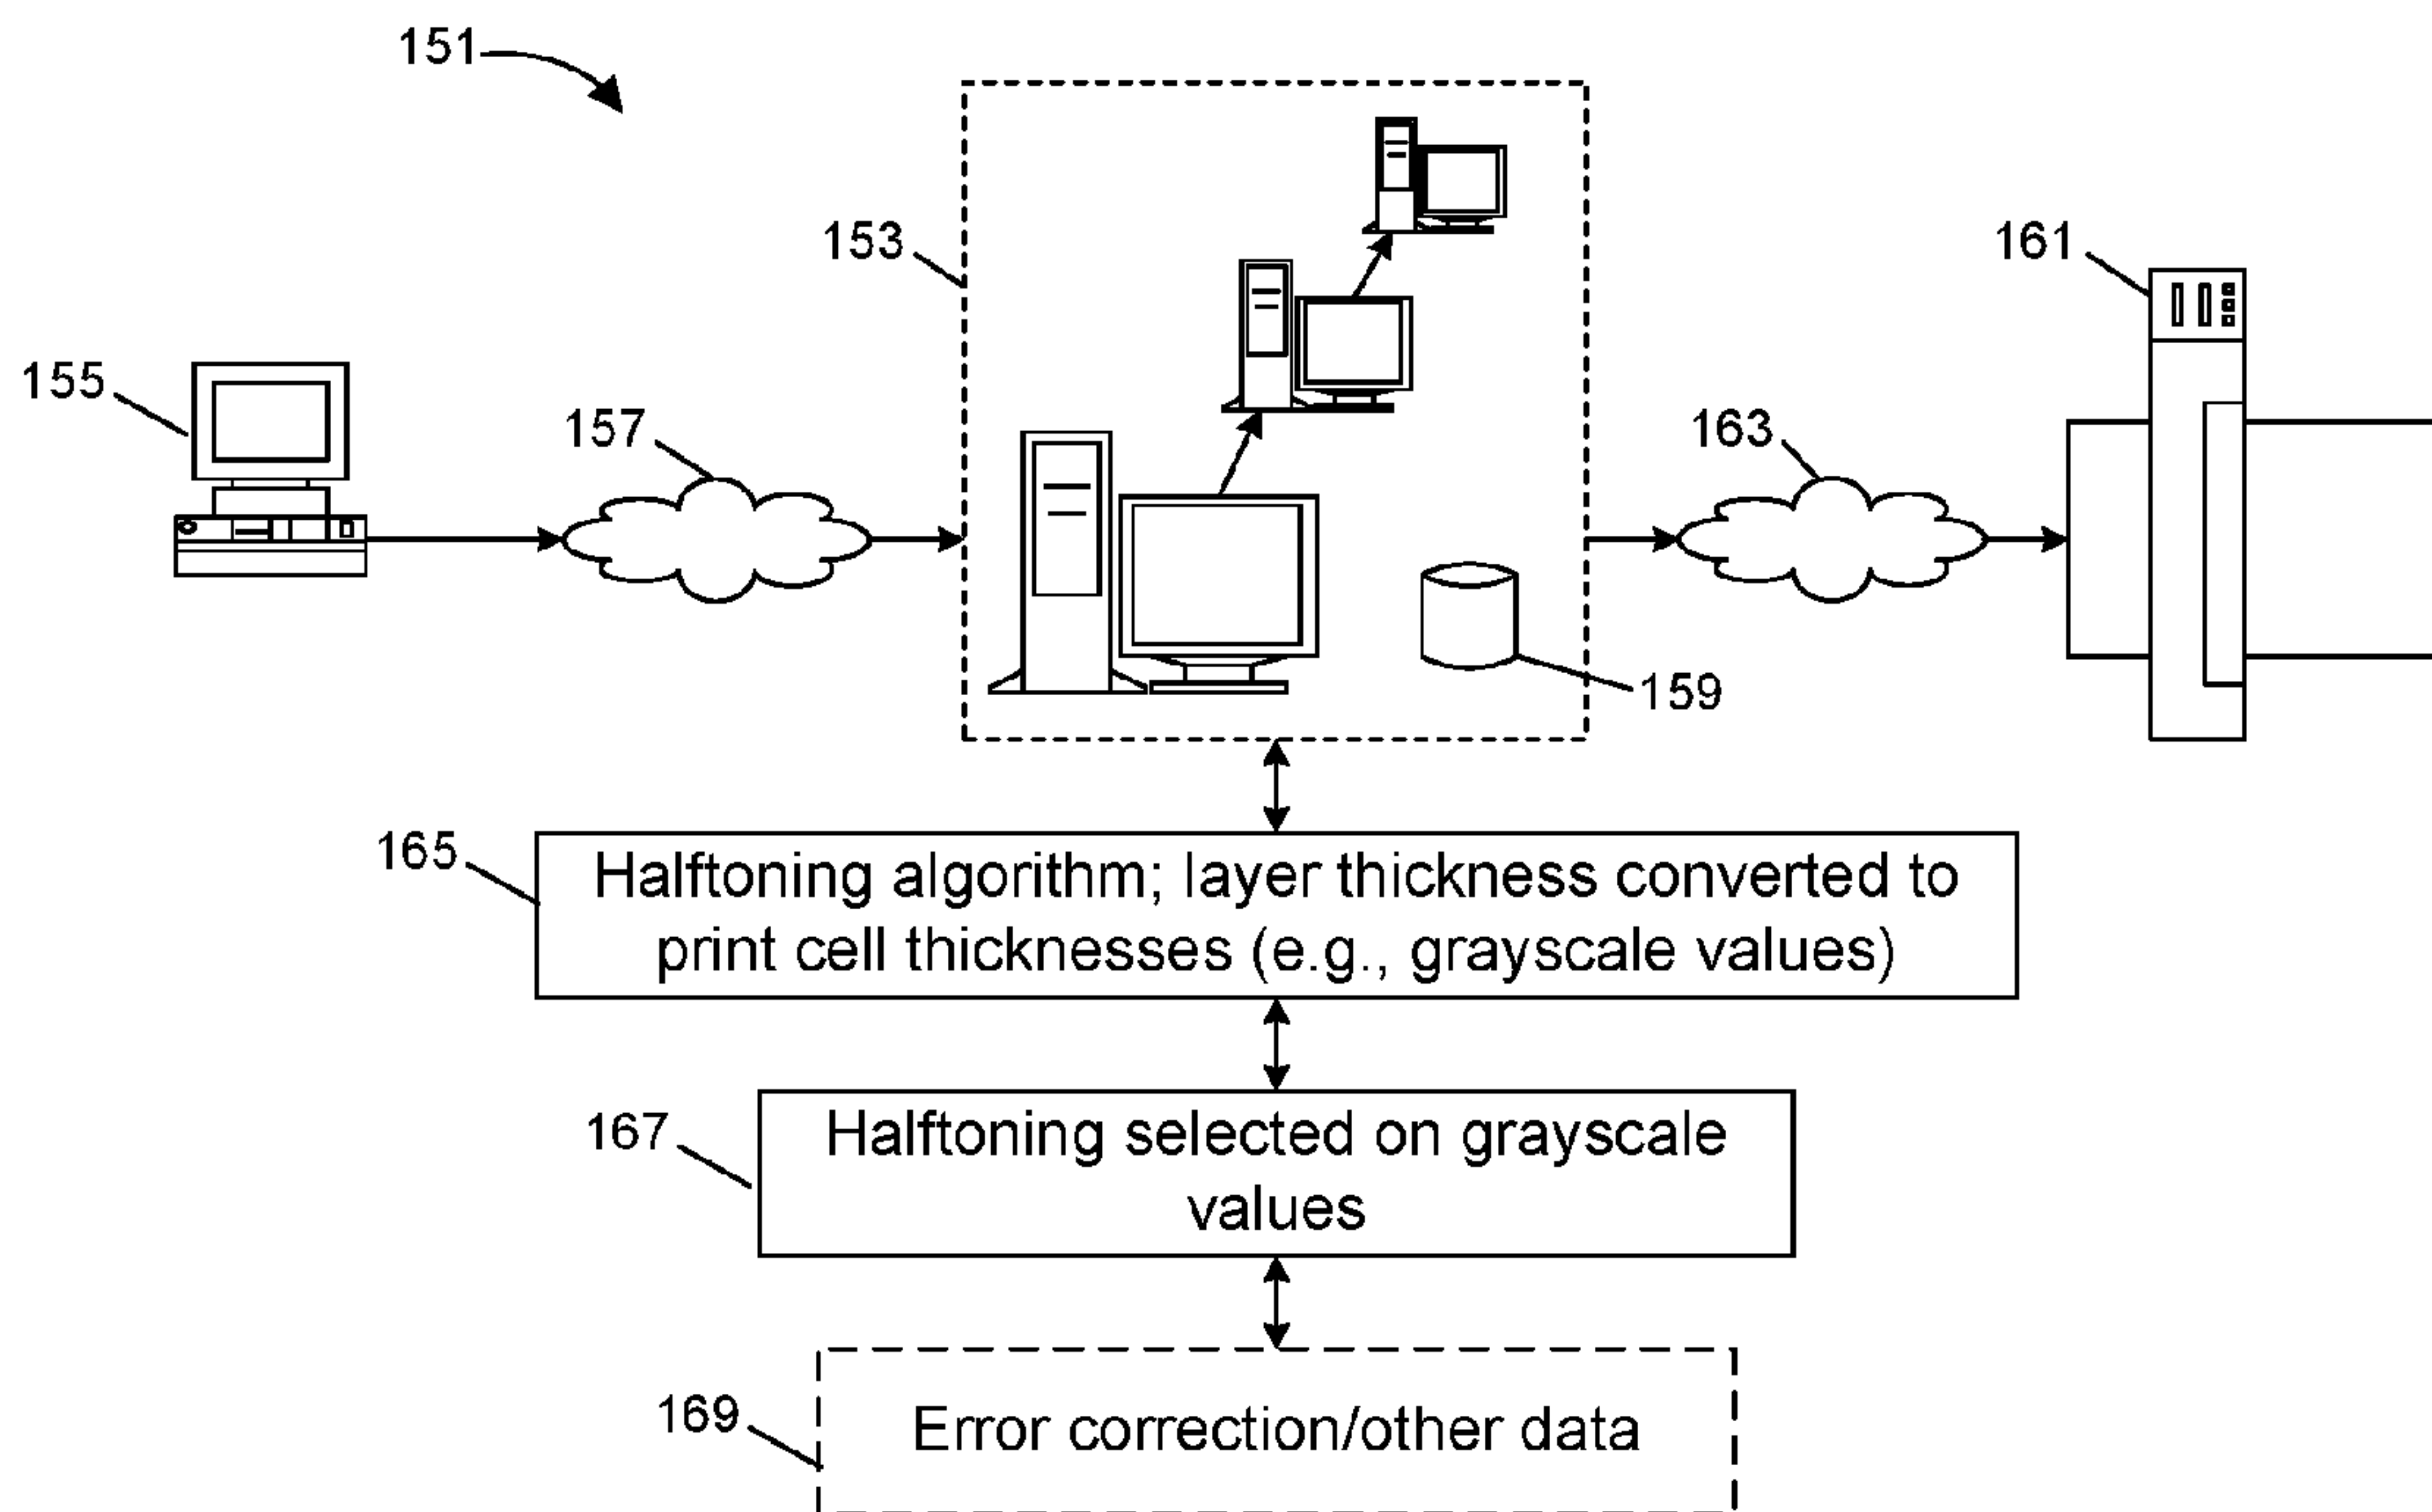 151
153
161
155
157
163
159
165
Halftoning algorithm; layer thickness converted to
print cell thicknesses (e.g., grayscale values)
167
Halftoning selected on grayscale
values
169
Error correction/other data